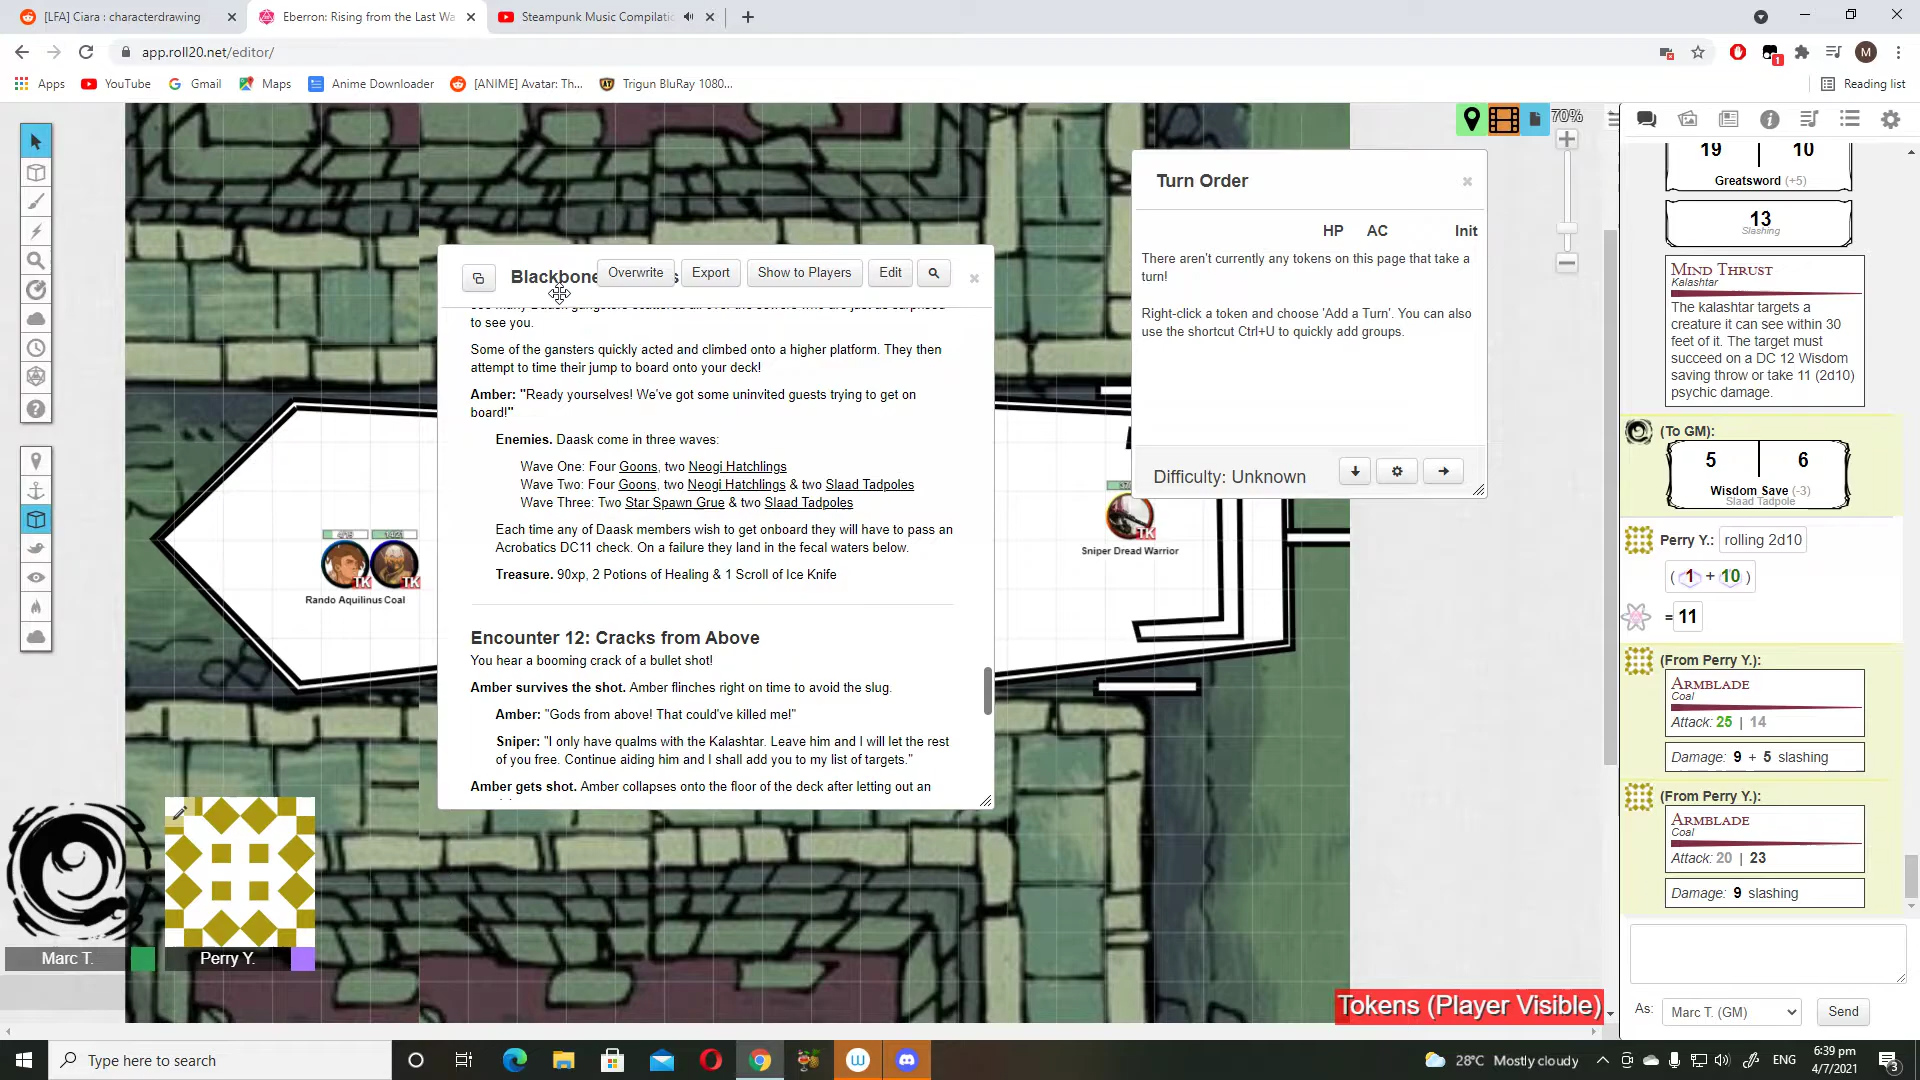 [LFA] Ciara : characterdrawing
Eberron: Rising from the Last Wa
Steampunk Music Compilatic
app.roll20.net/editor/
M
Apps
YouTube
Gmail
Maps
Anime Downloader
[ANIME] Avatar: Th...
Trigun BluRay 1080...
Reading list
70%
Blackbone
Overwrite
Export
Show to Players
Edit
to see you.
Some of the gansters quickly acted and climbed onto a higher platform. They then
attempt to time their jump to board onto your deck!
Amber: "Ready yourselves! We've got some uninvited guests trying to get on
board!"
Enemies. Daask come in three waves:
Wave One: Four Goons, two Neogi Hatchlings
Wave Two: Four Goons, two Neogi Hatchlings & two Slaad Tadpoles
Wave Three: Two Star Spawn Grue & two Slaad Tadpoles
Each time any of Daask members wish to get onboard they will have to pass an
Acrobatics DC11 check. On a failure they land in the fecal waters below.
Treasure. 90xp, 2 Potions of Healing & 1 Scroll of Ice Knife
Encounter 12: Cracks from Above
You hear a booming crack of a bullet shot!
Amber survives the shot. Amber flinches right on time to avoid the slug.
Amber: "Gods from above! That could've killed me!"
Sniper: "I only have qualms with the Kalashtar. Leave him and I will let the rest
of you free. Continue aiding him and I shall add you to my list of targets."
Amber gets shot. Amber collapses onto the floor of the deck after letting out an
Turn Order
HP AC Init
There aren't currently any tokens on this page that take a
turn!
Right-click a token and choose 'Add a Turn'. You can also
use the shortcut Ctrl+U to quickly add groups.
Difficulty: Unknown
TK
TK
Rando Aquilinus Coal
TK
Sniper Dread Warrior
19 10
Greatsword (+5)
13
Slashing
Mind Thrust
Kalashtar
The kalashtar targets a
creature it can see within 30
feet of it. The target must
succeed on a DC 12 Wisdom
saving throw or take 11 (2d10)
psychic damage.
(To GM):
5 6
Wisdom Save (-3)
Slaad Tadpole
Perry Y.: rolling 2d10
(1 + 10)
= 11
(From Perry Y.):
Armblade
Coal
Attack: 25 | 14
Damage: 9 + 5 slashing
(From Perry Y.):
Armblade
Coal
Attack: 20 | 23
Damage: 9 slashing
As: Marc T. (GM)
Send
Marc T.
Perry Y.
Tokens (Player Visible)
Type here to search
28°C Mostly cloudy
ENG
6:39 pm
4/7/2021
3